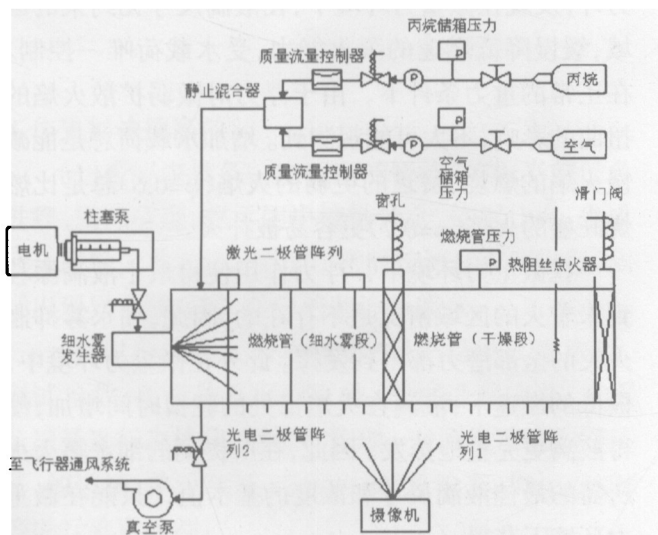 丙烷储箱压力
质量流量控制器
P
静止混合器
P
丙烷
P
P
空气
质量流量控制器
空气
储箱
压力
滑门阀
窗孔
柱塞泵
燃烧管压力
电机
激光二极管阵列
P
热阻丝点火器
细水雾
发生器
燃烧管（细水雾段）
燃烧管（干燥段）
光电二极管阵
列2
光电二极管阵
列1
至飞行器通风系统
真空泵
摄像机